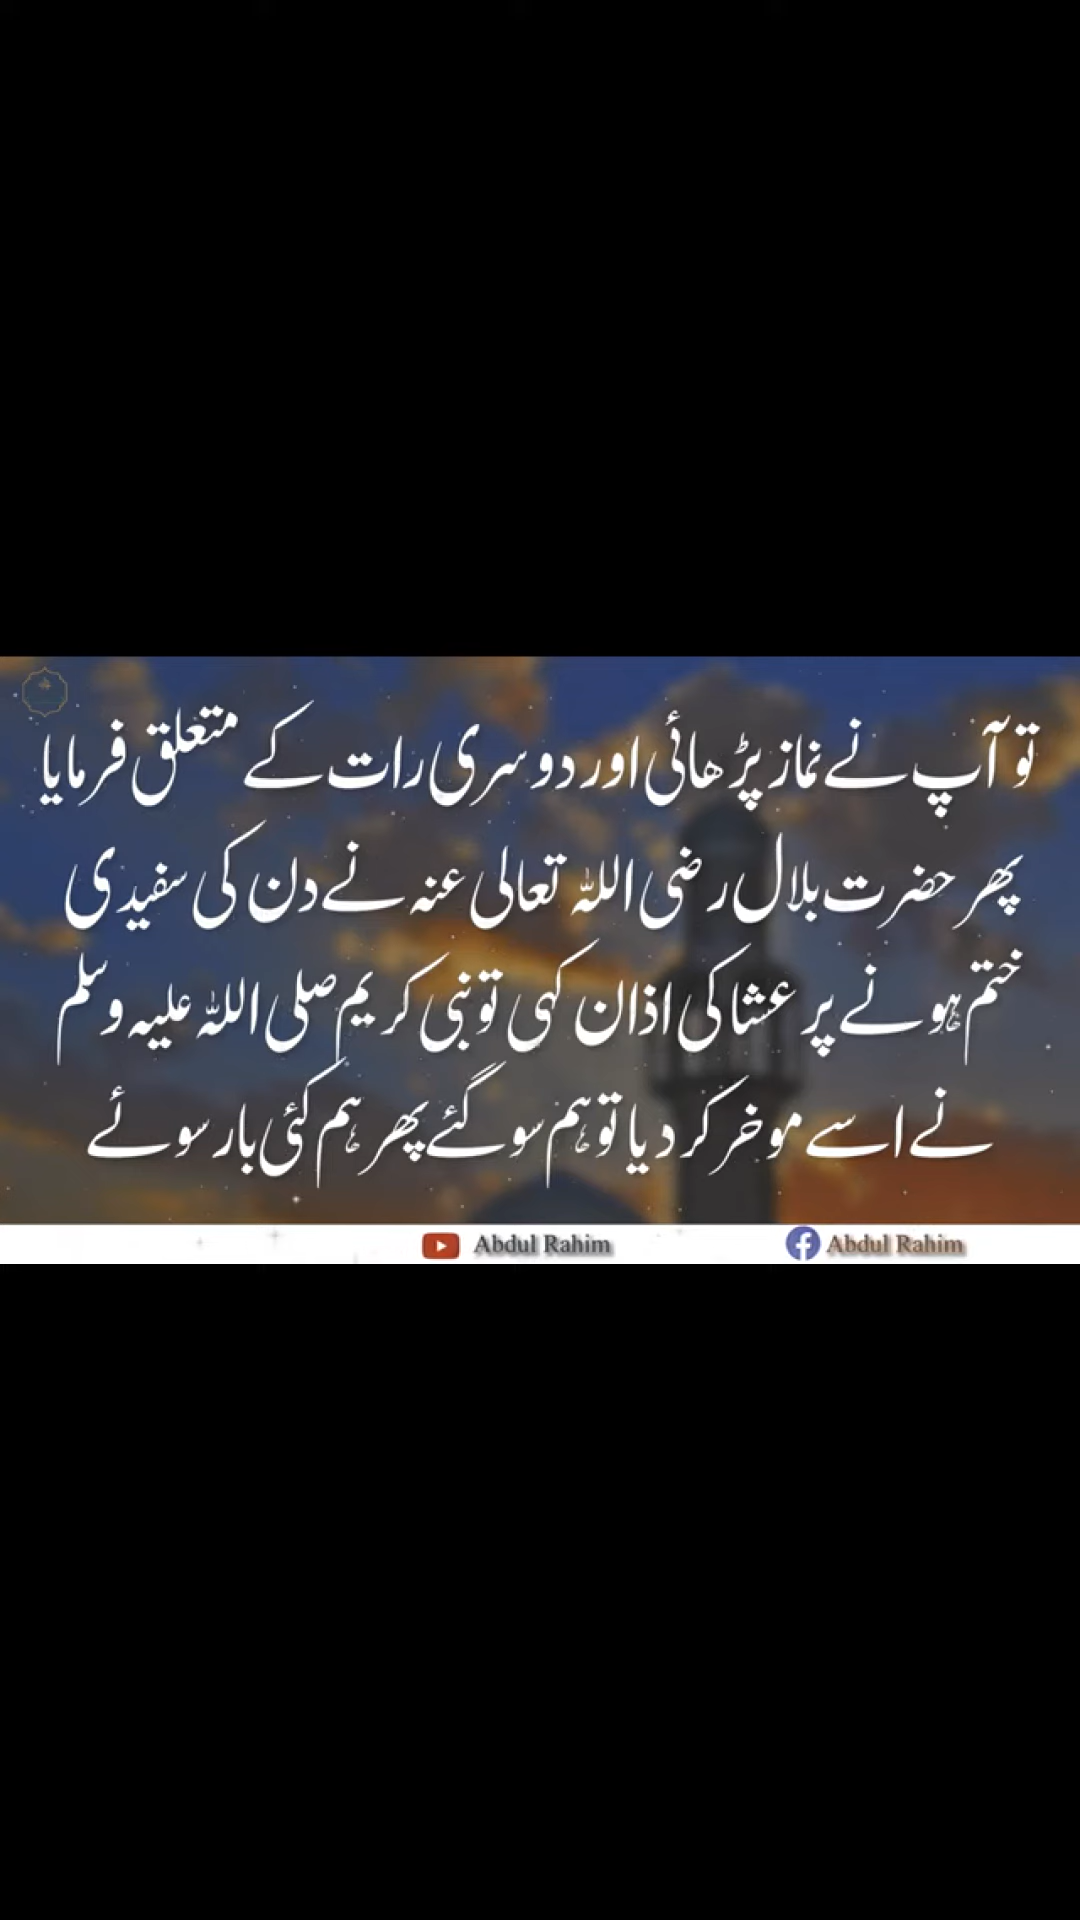 تو آپ نے نماز پڑھائی اور دوسری رات کے متعلق فرمایا
پھر حضرت بلال رضی اللہ تعالی عنہ نے دن کی سفیدی
ختم ہونے پر عشا کی اذان کہی تو نبی کریم صلی اللہ علیہ وسلم
نے اسے موخر کر دیا تو ہم سو گئے پھر ہم کئی بار سوئے
Abdul Rahim
Abdul Rahim